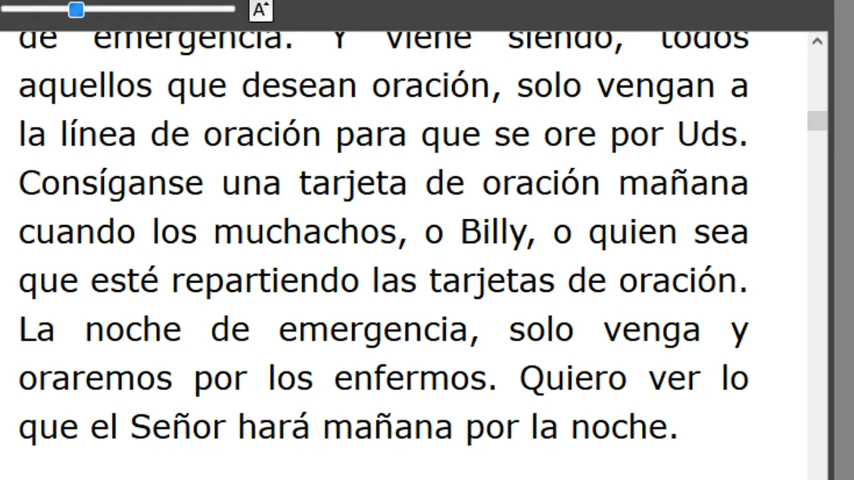 A
de emergencia. Y viene siendo, todos
aquellos que desean oración, solo vengan a
la línea de oración para que se ore por Uds.
Consíganse una tarjeta de oración mañana
cuando los muchachos, o Billy, o quien sea
que esté repartiendo las tarjetas de oración.
La noche de emergencia, solo venga y
oraremos por los enfermos. Quiero ver lo
que el Señor hará mañana por la noche.